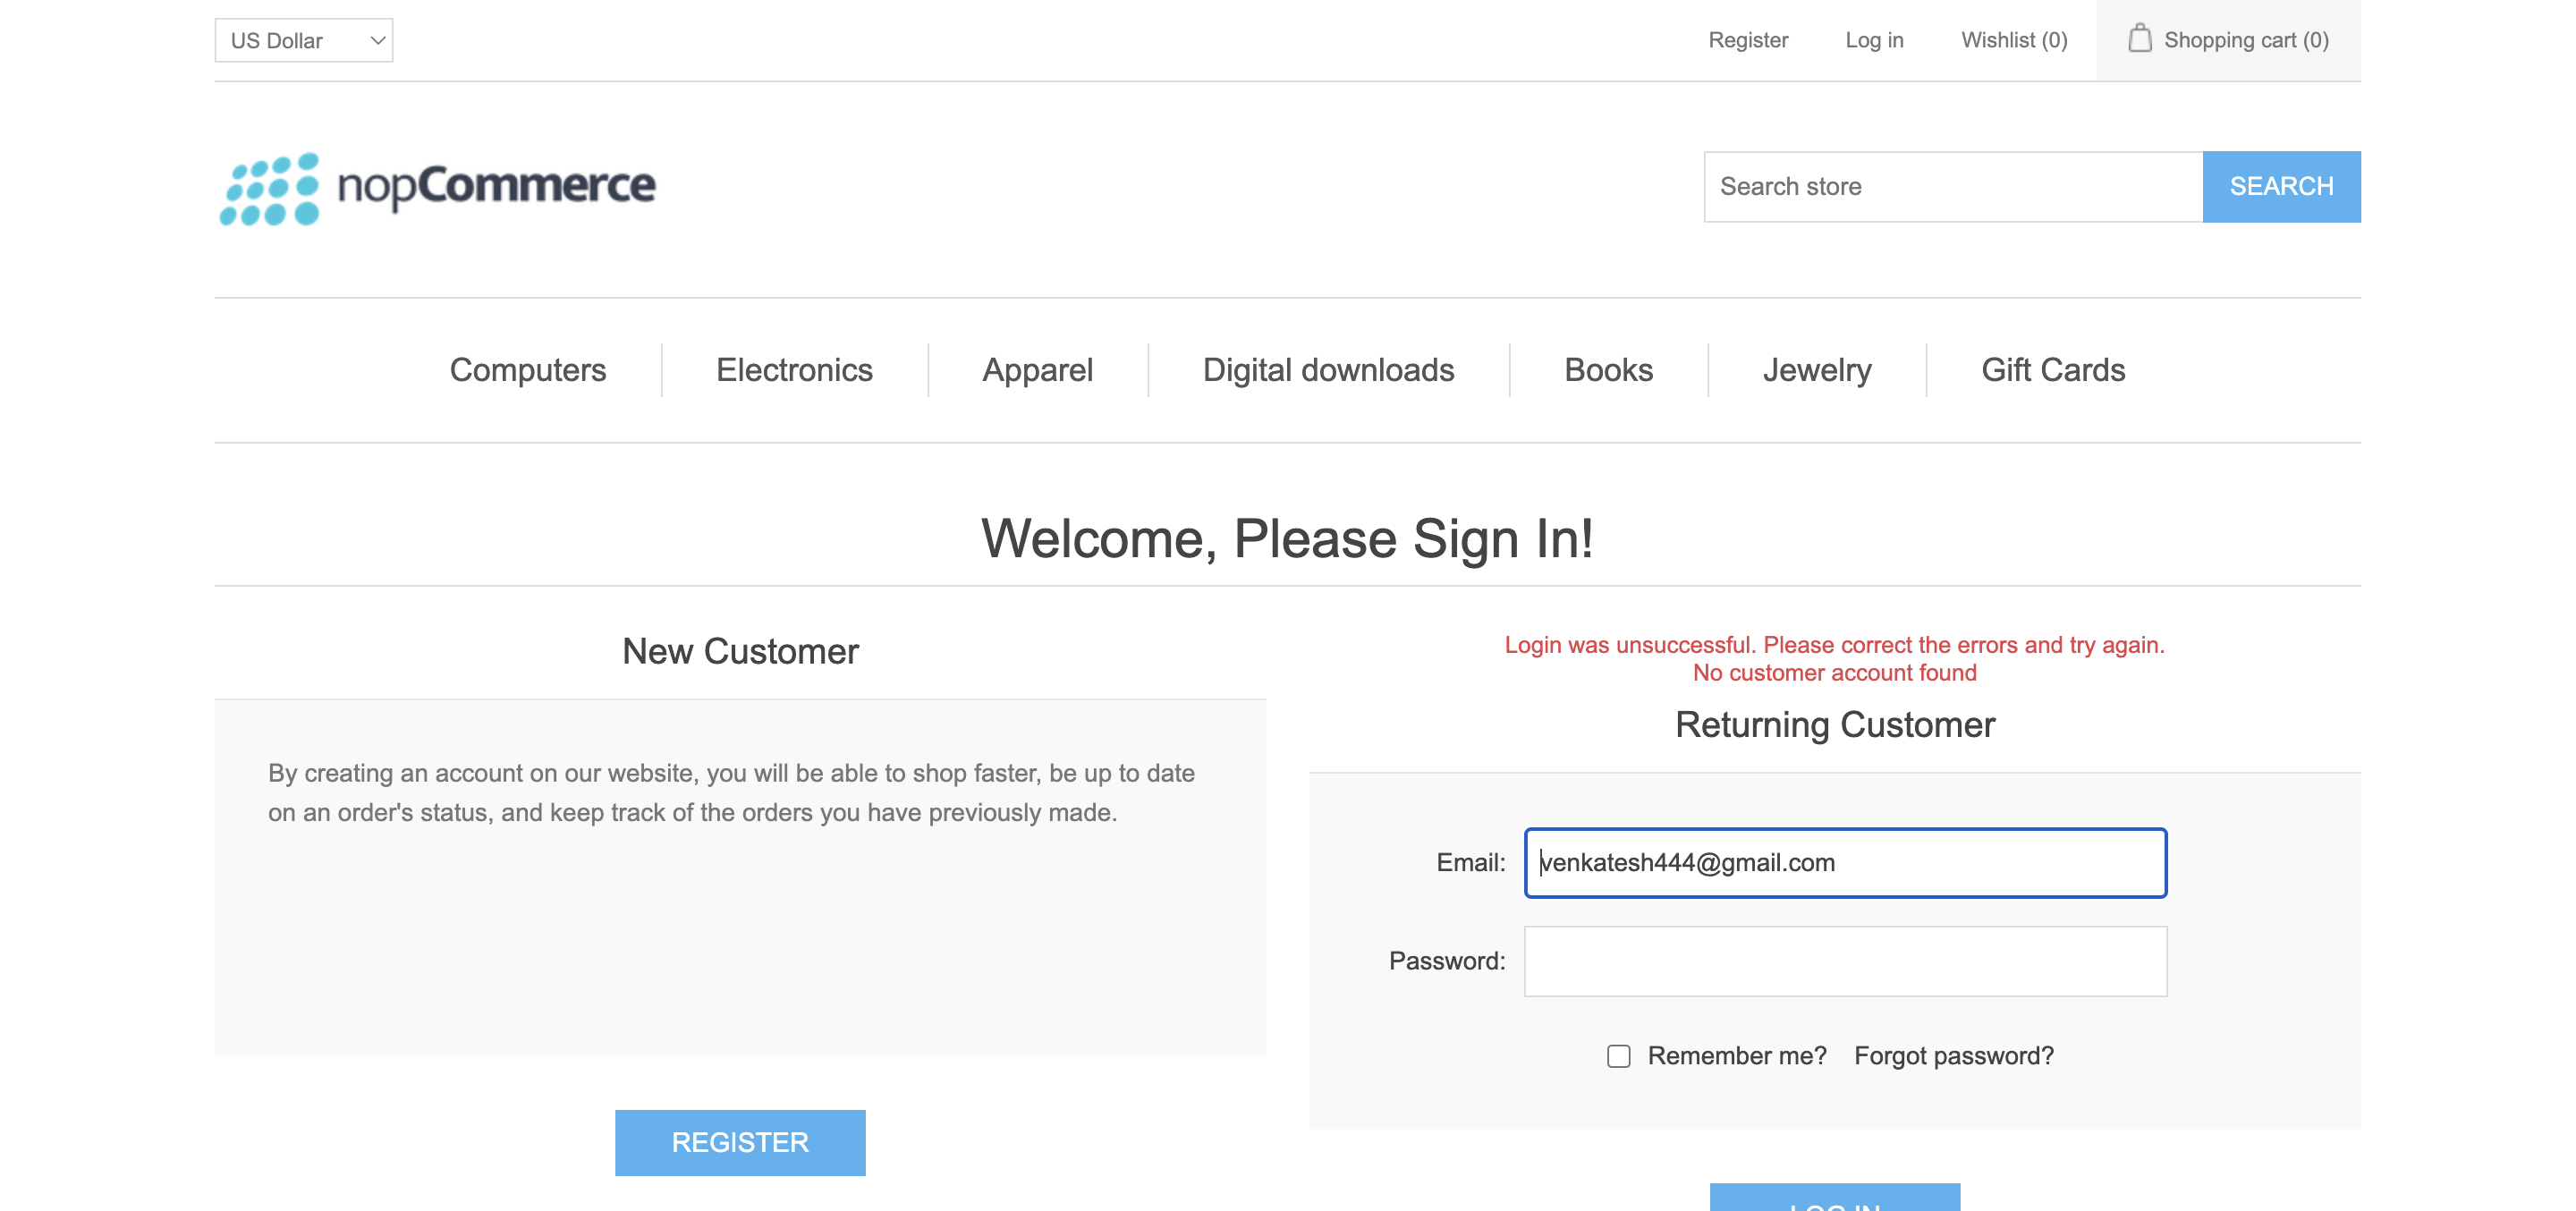 US Dollar
Register Log in Wishlist (0) Shopping cart (0)
nopCommerce
Search store SEARCH
Computers Electronics Apparel Digital downloads Books Jewelry Gift Cards
Welcome, Please Sign In!
New Customer
By creating an account on our website, you will be able to shop faster, be up to date
on an order's status, and keep track of the orders you have previously made.
REGISTER
Login was unsuccessful. Please correct the errors and try again.
No customer account found
Returning Customer
Email: venkatesh444@gmail.com
Password:
Remember me? Forgot password?
LOG IN